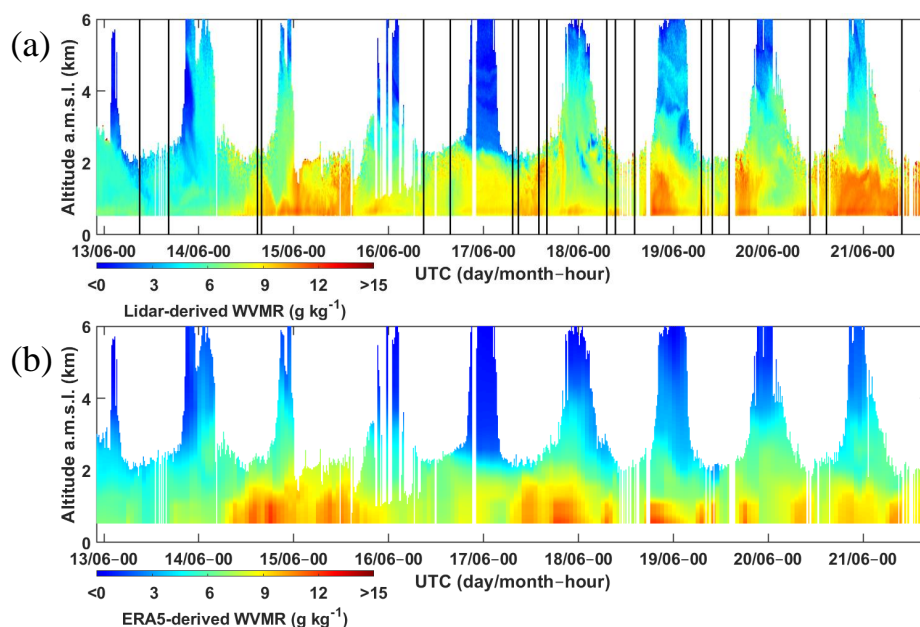 (a)
6
4
2
0
Altitude a.m.s.l. (km)
13/06-00 14/06-00 15/06-00 16/06-00 17/06-00 18/06-00 19/06-00 20/06-00 21/06-00
UTC (day/month-hour)
<0 3 6 9 12 >15
Lidar-derived WVMR (g kg⁻¹)
(b)
6
4
2
0
Altitude a.m.s.l. (km)
13/06-00 14/06-00 15/06-00 16/06-00 17/06-00 18/06-00 19/06-00 20/06-00 21/06-00
UTC (day/month-hour)
<0 3 6 9 12 >15
ERA5-derived WVMR (g kg⁻¹)